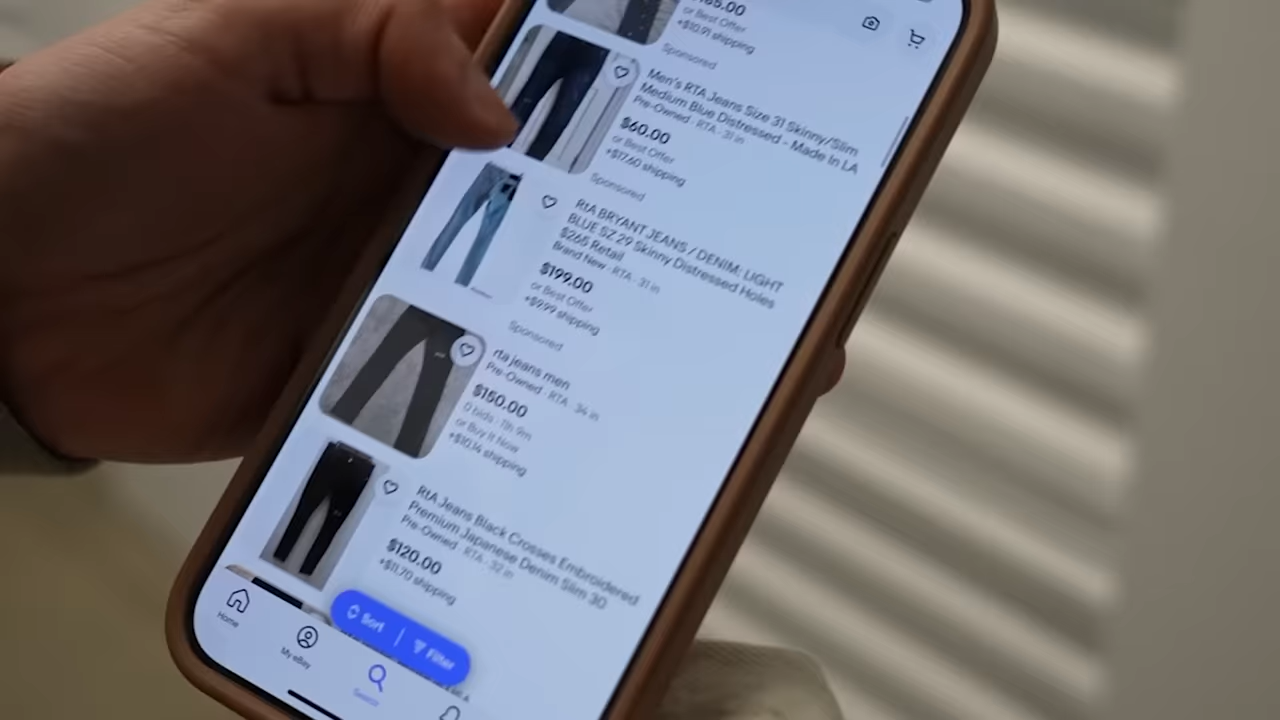 or Best Offer
+$10.91 shipping
Sponsored
Men's RTA Jeans Size 31 Skinny/Slim
Medium Blue Distressed - Made In LA
Pre-Owned · RTA · 31 in
$60.00
or Best Offer
+$17.60 shipping
Sponsored
RtA BRYANT JEANS / DENIM: LIGHT
BLUE SZ 29 Skinny Distressed Holes
$265 Retail
Brand New · RTA · 31 in
$199.00
or Best Offer
+$9.99 shipping
Sponsored
rta jeans men
Pre-Owned · RTA · 34 in
$150.00
0 bids · 11h 9m
or Buy It Now
+$10.14 shipping
RtA Jeans Black Crosses Embroidered
Premium Japanese Denim Slim 30
Pre-Owned · RTA · 32 in
$120.00
+$11.70 shipping
Sort | Filter
Home
My eBay
Search